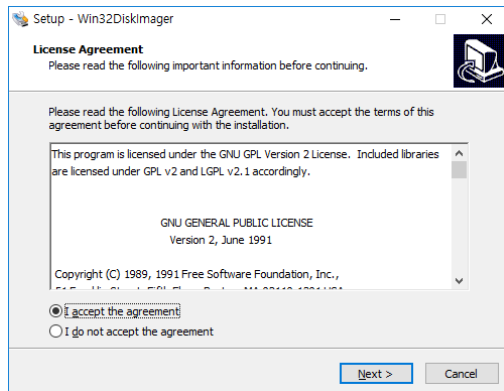 Setup - Win32DiskImager
License Agreement
Please read the following important information before continuing.
Please read the following License Agreement. You must accept the terms of this
agreement before continuing with the installation.
This program is licensed under the GNU GPL Version 2 License.  Included libraries
are licensed under GPL v2 and LGPL v2.1 accordingly.
GNU GENERAL PUBLIC LICENSE
Version 2, June 1991
Copyright (C) 1989, 1991 Free Software Foundation, Inc.,
I accept the agreement
I do not accept the agreement
Next >
Cancel